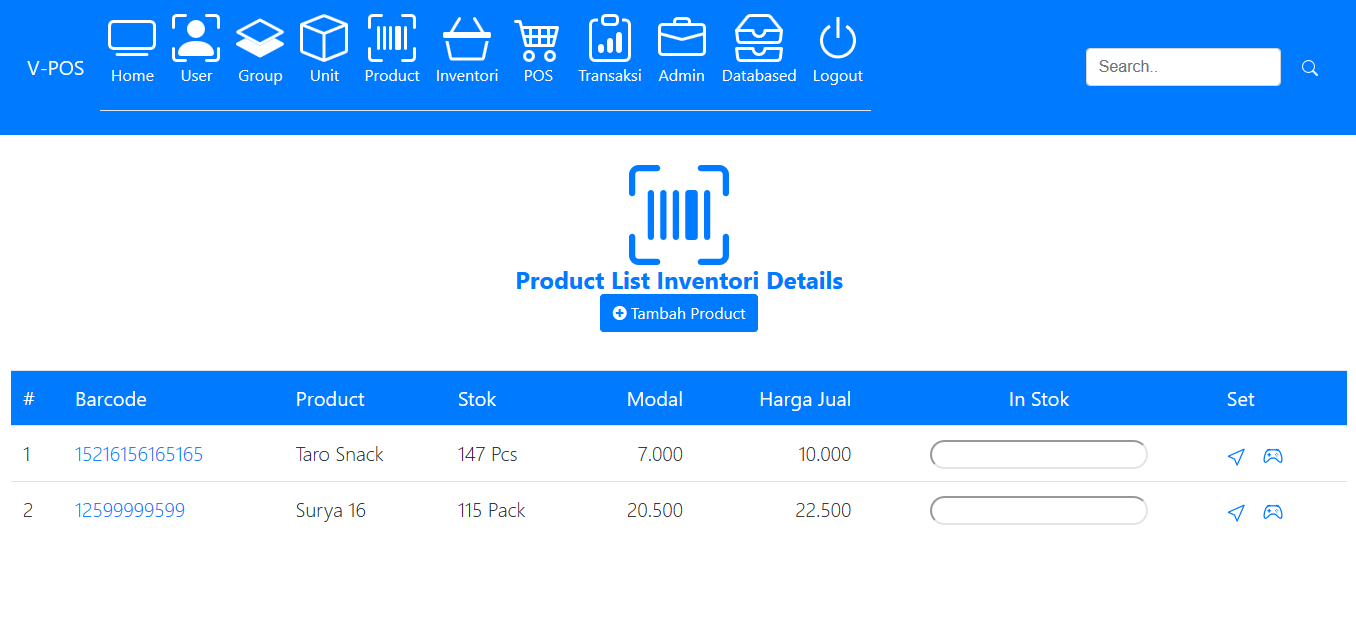 V-POS Home User Group Unit Product Inventori POS Transaksi Admin Databased Logout Search..
Product List Inventori Details
Tambah Product
# Barcode Product Stok Modal Harga Jual In Stok Set
1 15216156165165 Taro Snack 147 Pcs 7.000 10.000
2 12599999599 Surya 16 115 Pack 20.500 22.500